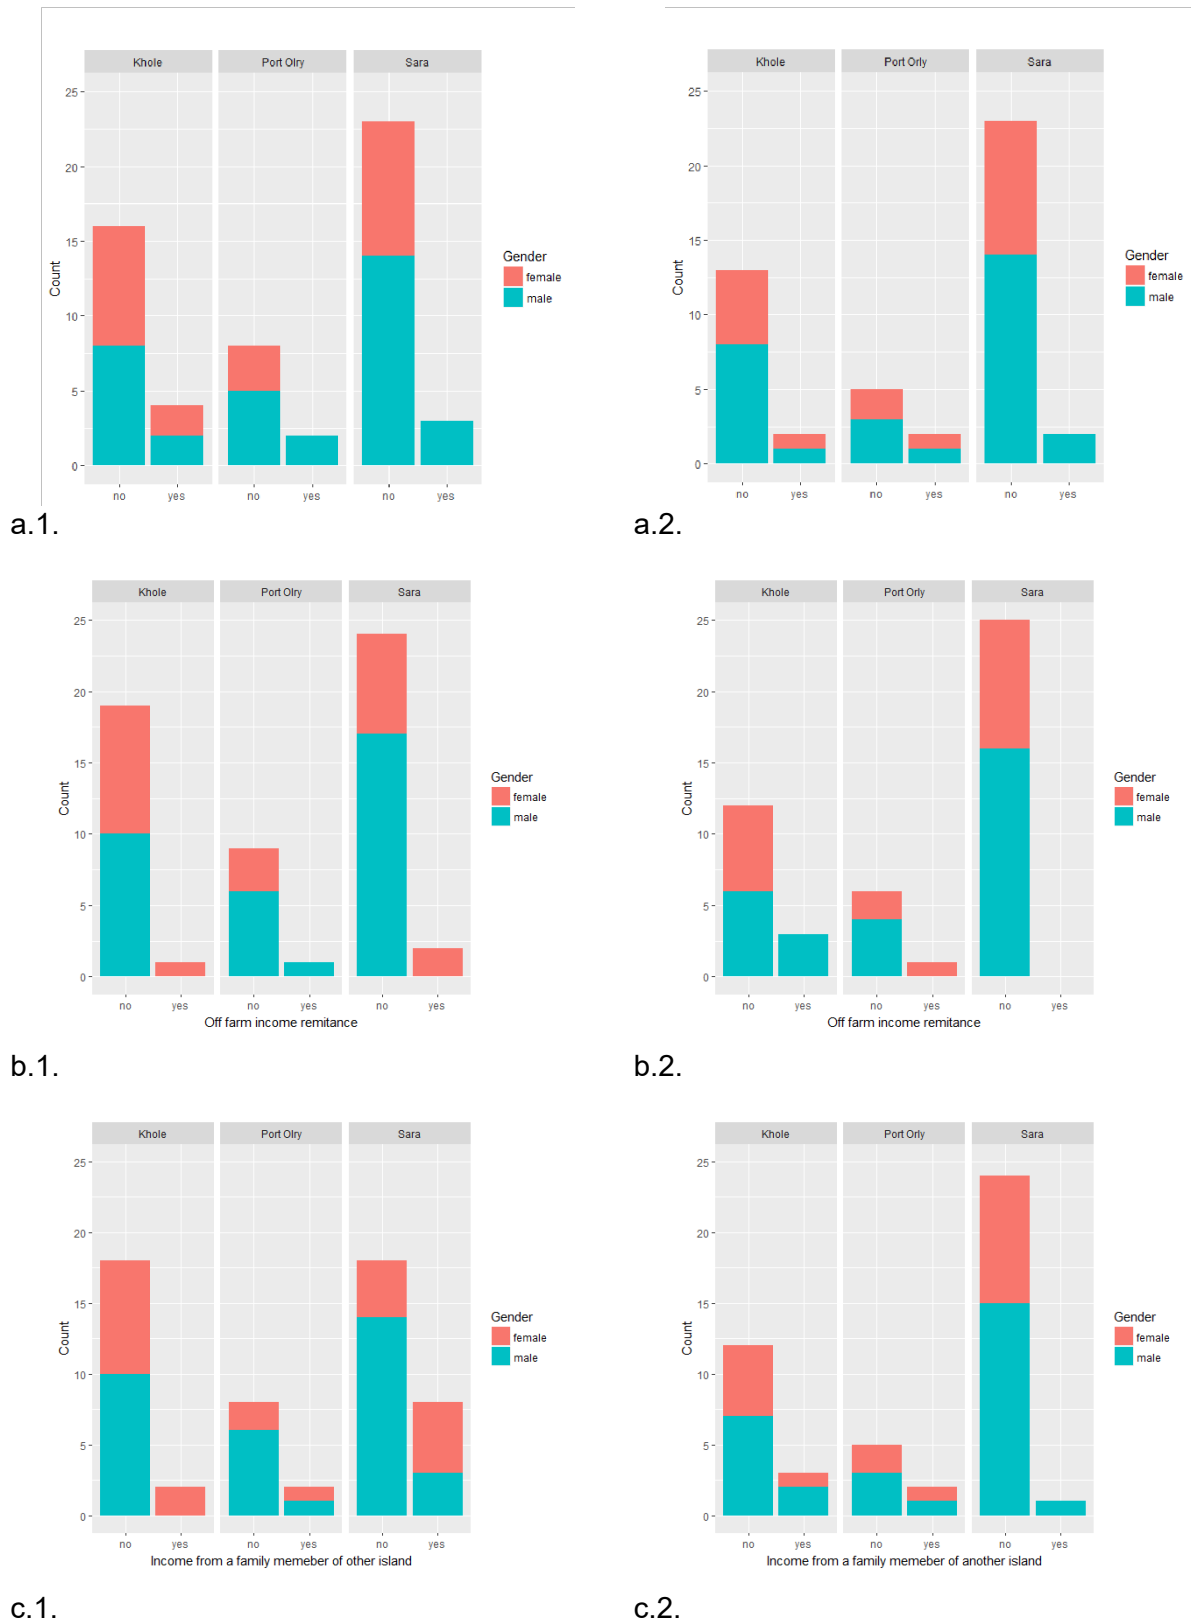 Khole Port Olry Sara
25
20
15
10
5
0
Count
no yes no yes no yes
Gender
female
male
a.1.
Khole Port Orly Sara
25
20
15
10
5
0
Count
no yes no yes no yes
Gender
female
male
a.2.
Khole Port Olry Sara
25
20
15
10
5
0
Count
no yes no yes no yes
Off farm income remitance
Gender
female
male
b.1.
Khole Port Orly Sara
25
20
15
10
5
0
Count
no yes no yes no yes
Off farm income remitance
Gender
female
male
b.2.
Khole Port Olry Sara
25
20
15
10
5
0
Count
no yes no yes no yes
Income from a family memeber of other island
Gender
female
male
c.1.
Khole Port Orly Sara
25
20
15
10
5
0
Count
no yes no yes no yes
Income from a family memeber of another island
Gender
female
male
c.2.